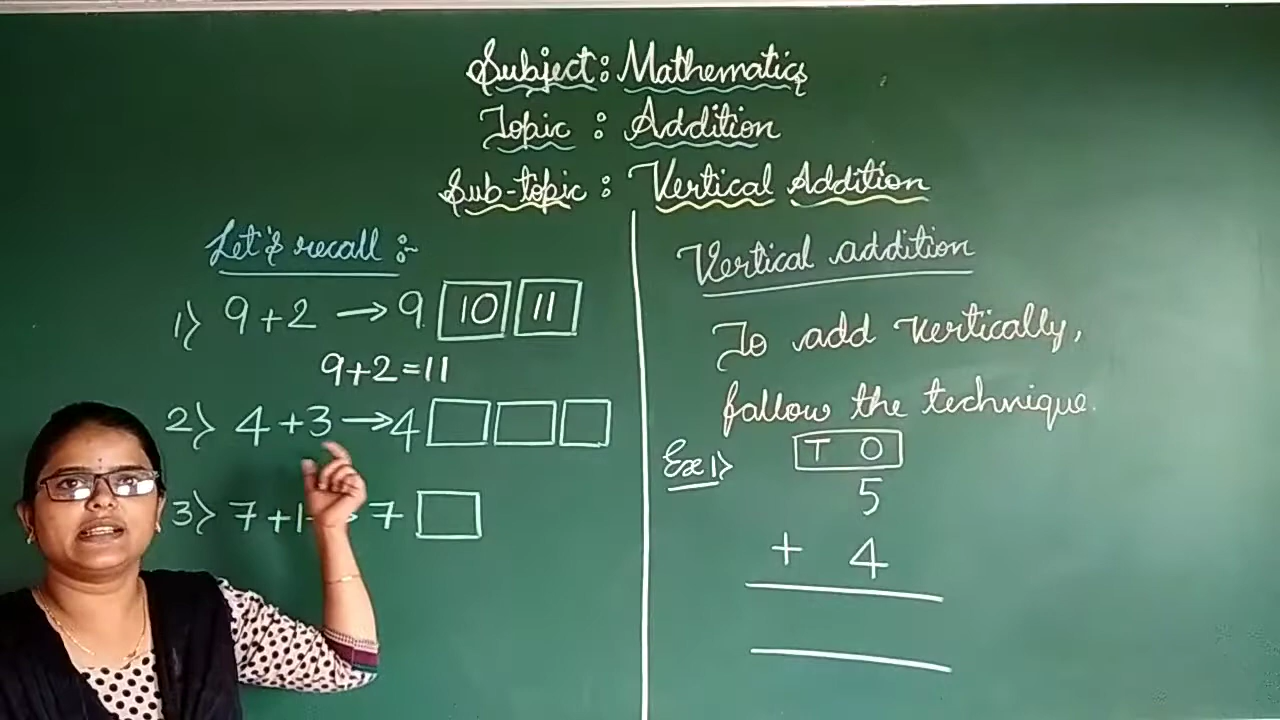 Subject: Mathematics
Topic : Addition
Sub-topic : Vertical Addition
Let's recall :-
1) 9+2 → 9 10 11
9+2=11
2) 4+3 → 4
3) 7+1 → 7
Vertical addition
To add vertically,
follow the technique.
Ex 1)
T O
5
+ 4